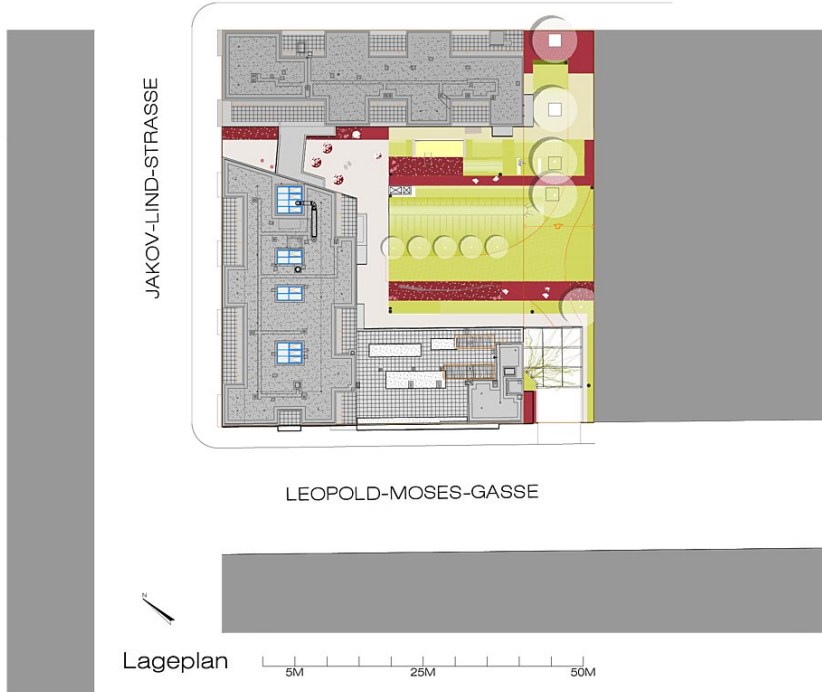 JAKOV-LIND-STRASSE
LEOPOLD-MOSES-GASSE
N
Lageplan
5M 25M 50M